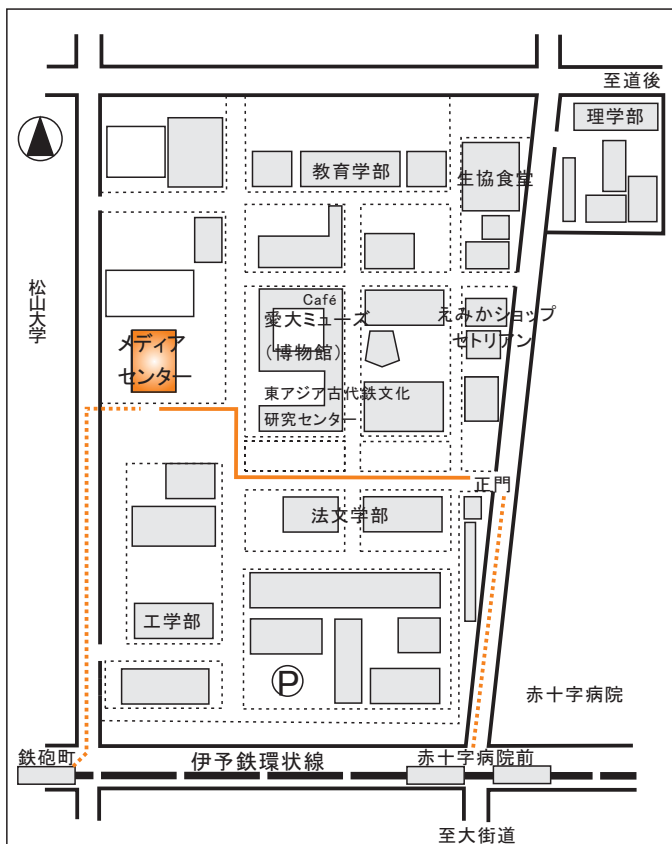 至道後
理学部
教育学部
生協食堂
松山大学
Café
愛大ミューズ
（博物館）
えみかショップ
セトリアン
メディア
センター
東アジア古代鉄文化
研究センター
正門
法文学部
工学部
P
赤十字病院
鉄砲町
伊予鉄環状線
赤十字病院前
至大街道